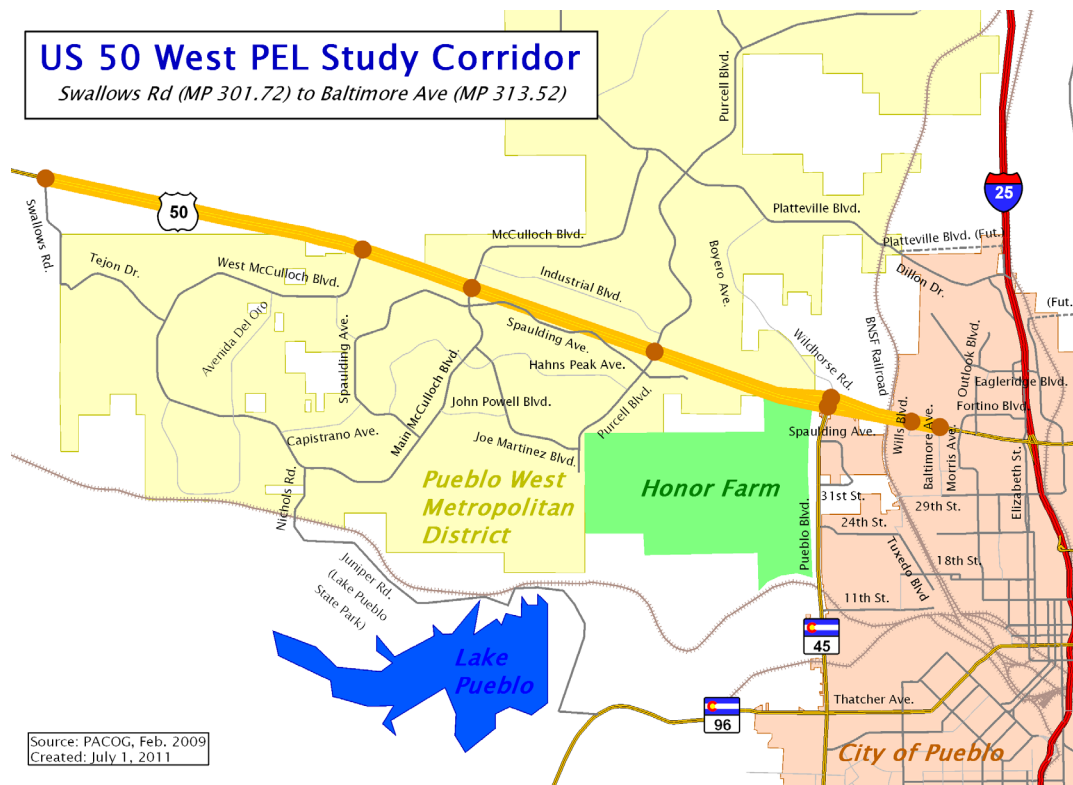 US 50 West PEL Study Corridor
Swallows Rd (MP 301.72) to Baltimore Ave (MP 313.52)
Purcell Blvd.
25
50
Swallows Rd.
Platteville Blvd.
McCulloch Blvd.
Platteville Blvd. (Fut.)
Tejon Dr.
West McCulloch Blvd.
Industrial Blvd.
Boyero Ave.
Dillon Dr.
(Fut.
Avenida Del Oro
Spaulding Ave.
Spaulding Ave.
Hahns Peak Ave.
Wildhorse Rd.
BNSF Railroad
Outlook Blvd.
Eagleridge Blvd.
Main McCulloch Blvd.
John Powell Blvd.
Purcell Blvd.
Fortino Blvd.
Capistrano Ave.
Joe Martinez Blvd.
Spaulding Ave.
Wills Blvd.
Baltimore Ave.
Morris Ave.
Elizabeth St.
Nichols Rd.
Pueblo West
Metropolitan
District
Honor Farm
31st St.
29th St.
24th St.
Pueblo Blvd.
Tuxedo Blvd
18th St.
Juniper Rd.
(Lake Pueblo
State Park)
11th St.
45
Lake
Pueblo
Thatcher Ave.
96
City of Pueblo
Source: PACOG, Feb. 2009
Created: July 1, 2011